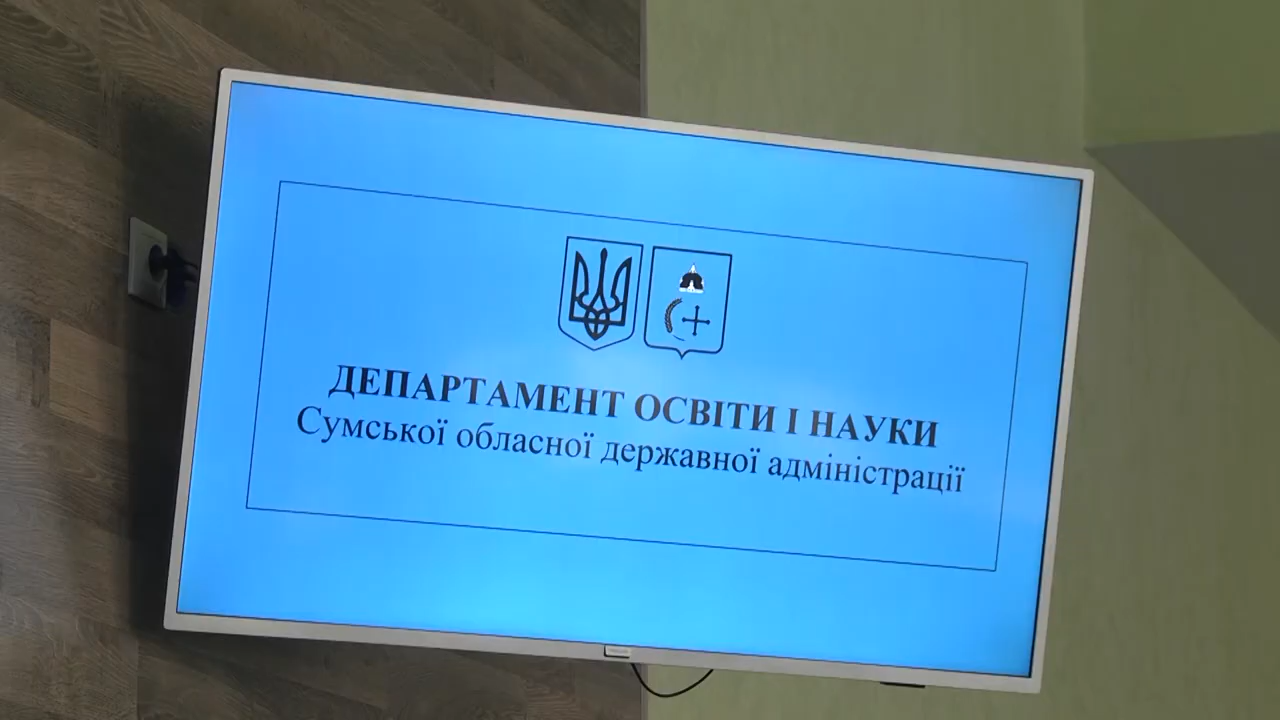 ДЕПАРТАМЕНТ ОСВІТИ І НАУКИ
Сумської обласної державної адміністрації